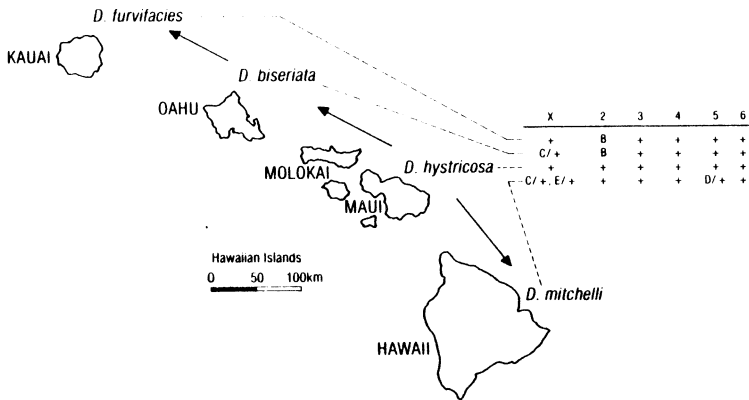 D. furvifacies
KAUAI
D. biseriata
OAHU
X 2 3 4 5 6
+ B + + + +
C/+ B + + + +
D. hystricosa + + + + + +
MOLOKAI
C/+, E/+ + + + D/+ +
MAUI
Hawaiian Islands
0 50 100km
D. mitchelli
HAWAII